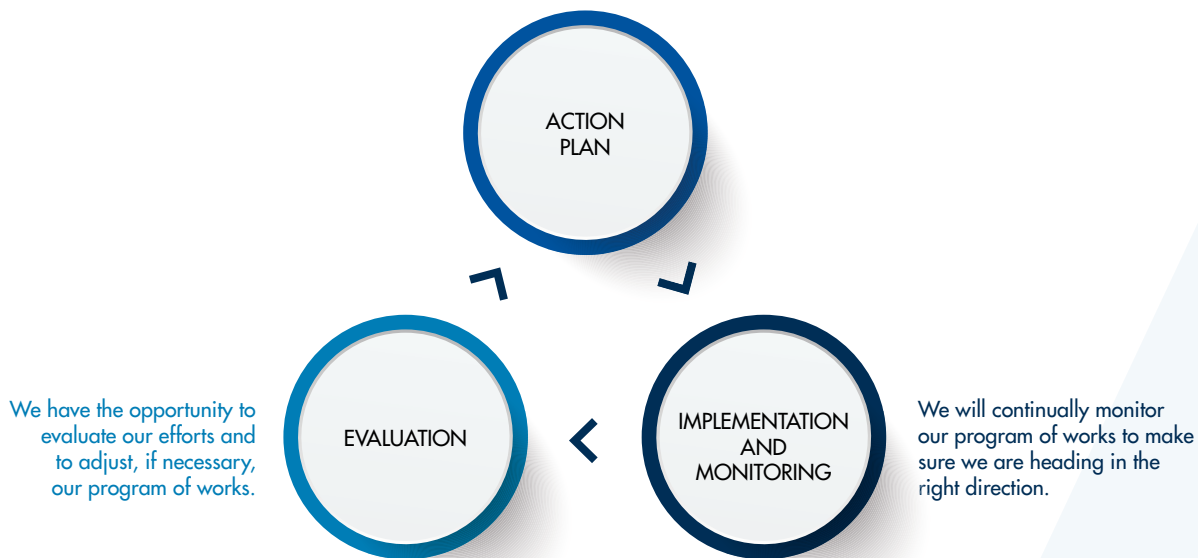 ACTION
PLAN
We have the opportunity to
evaluate our efforts and
to adjust, if necessary,
our program of works.
EVALUATION
IMPLEMENTATION
AND
MONITORING
We will continually monitor
our program of works to make
sure we are heading in the
right direction.